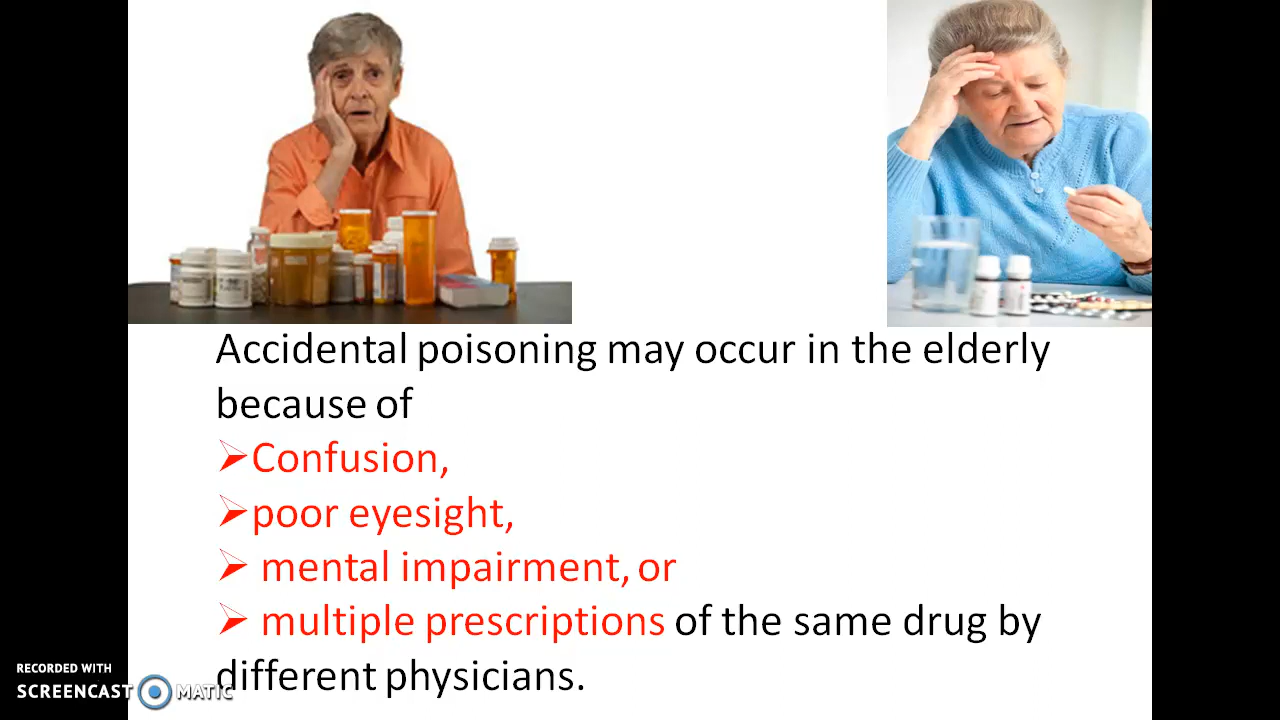 Accidental poisoning may occur in the elderly
because of
➢Confusion,
➢poor eyesight,
➢ mental impairment, or
➢ multiple prescriptions of the same drug by
different physicians.
RECORDED WITH
SCREENCAST MATIC